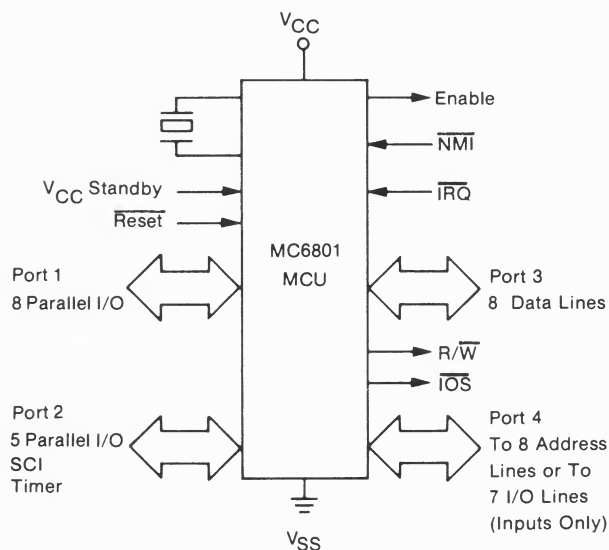 VCC
Enable
NMI
VCC Standby
IRQ
Reset
MC6801
MCU
Port 1
8 Parallel I/O
Port 3
8 Data Lines
R/W
IOS
Port 2
5 Parallel I/O
SCI
Timer
Port 4
To 8 Address
Lines or To
7 I/O Lines
(Inputs Only)
VSS